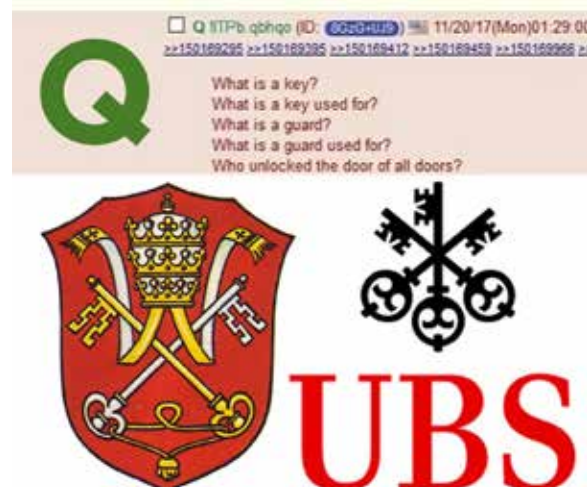 Q
Q !ITPb.qbhqo (ID: 8GzG+UJ9) 11/20/17(Mon)01:29:00
>>150169295 >>150169395 >>150169412 >>150169459 >>150169966
What is a key?
What is a key used for?
What is a guard?
What is a guard used for?
Who unlocked the door of all doors?
UBS